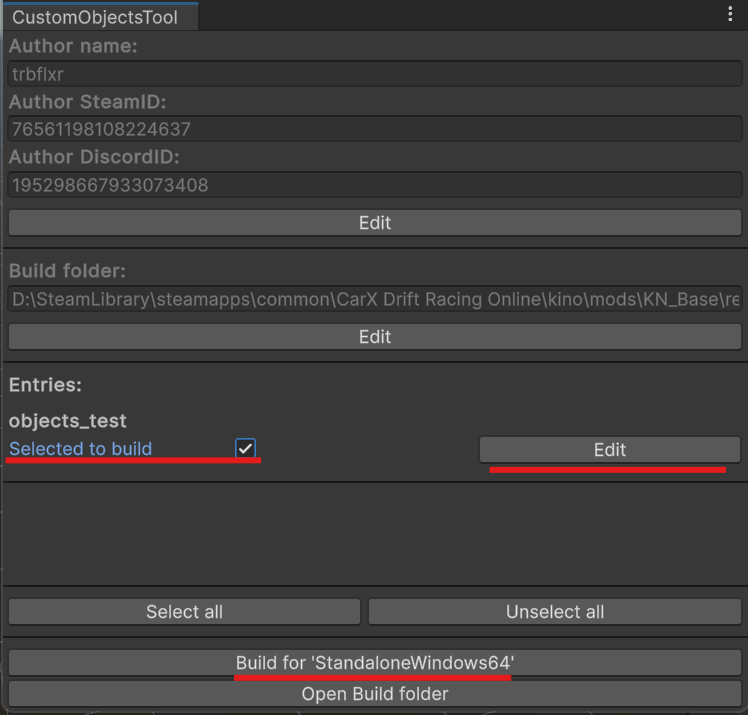 CustomObjectsTool
Author name:
trbflxr
Author SteamID:
76561198108224637
Author DiscordID:
195298667933073408
Edit
Build folder:
D:\SteamLibrary\steamapps\common\CarX Drift Racing Online\kino\mods\KN_Base\re
Edit
Entries:
objects_test
Selected to build Edit
Select all Unselect all
Build for 'StandaloneWindows64'
Open Build folder